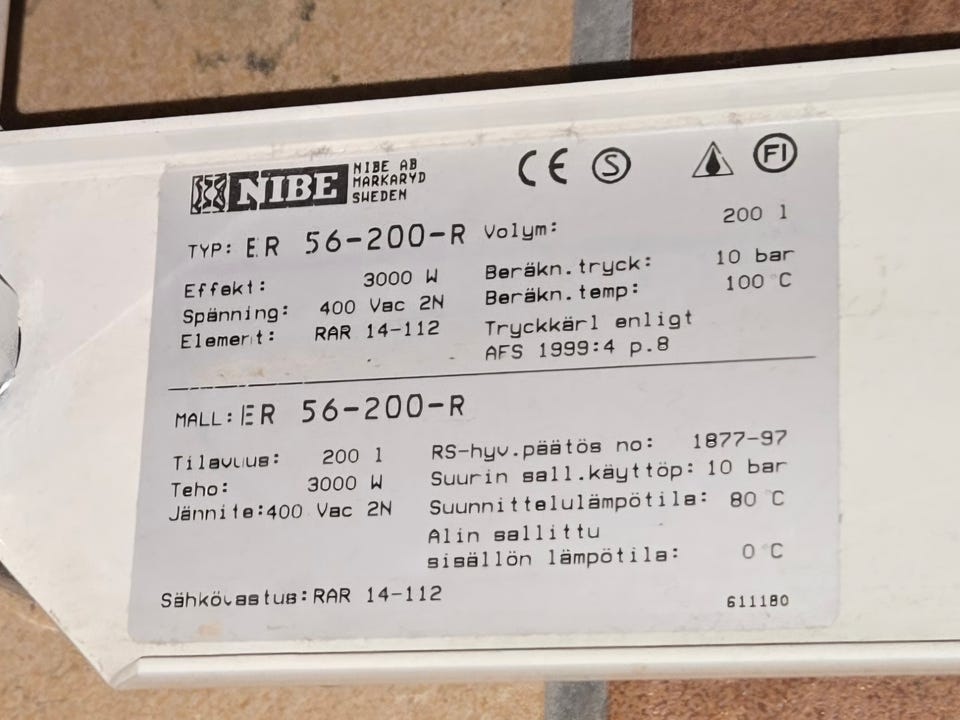 NIBE
NIBE AB
MARKARYD
SWEDEN
CE S FI
TYP: ER 56-200-R
Effekt: 3000 W
Spänning: 400 Vac 2N
Element: RAR 14-112
Volym: 200 l
Beräkn.tryck: 10 bar
Beräkn.temp: 100 °C
Tryckkärl enligt
AFS 1999:4 p.8
MALL: ER 56-200-R
Tilavuus: 200 l
Teho: 3000 W
Jännite:400 Vac 2N
RS-hyv.päätös no: 1877-97
Suurin sall.käyttöp: 10 bar
Suunnittelulämpötila: 80 °C
Alin sallittu
sisällön lämpötila: 0 °C
Sähkövastus:RAR 14-112
611180